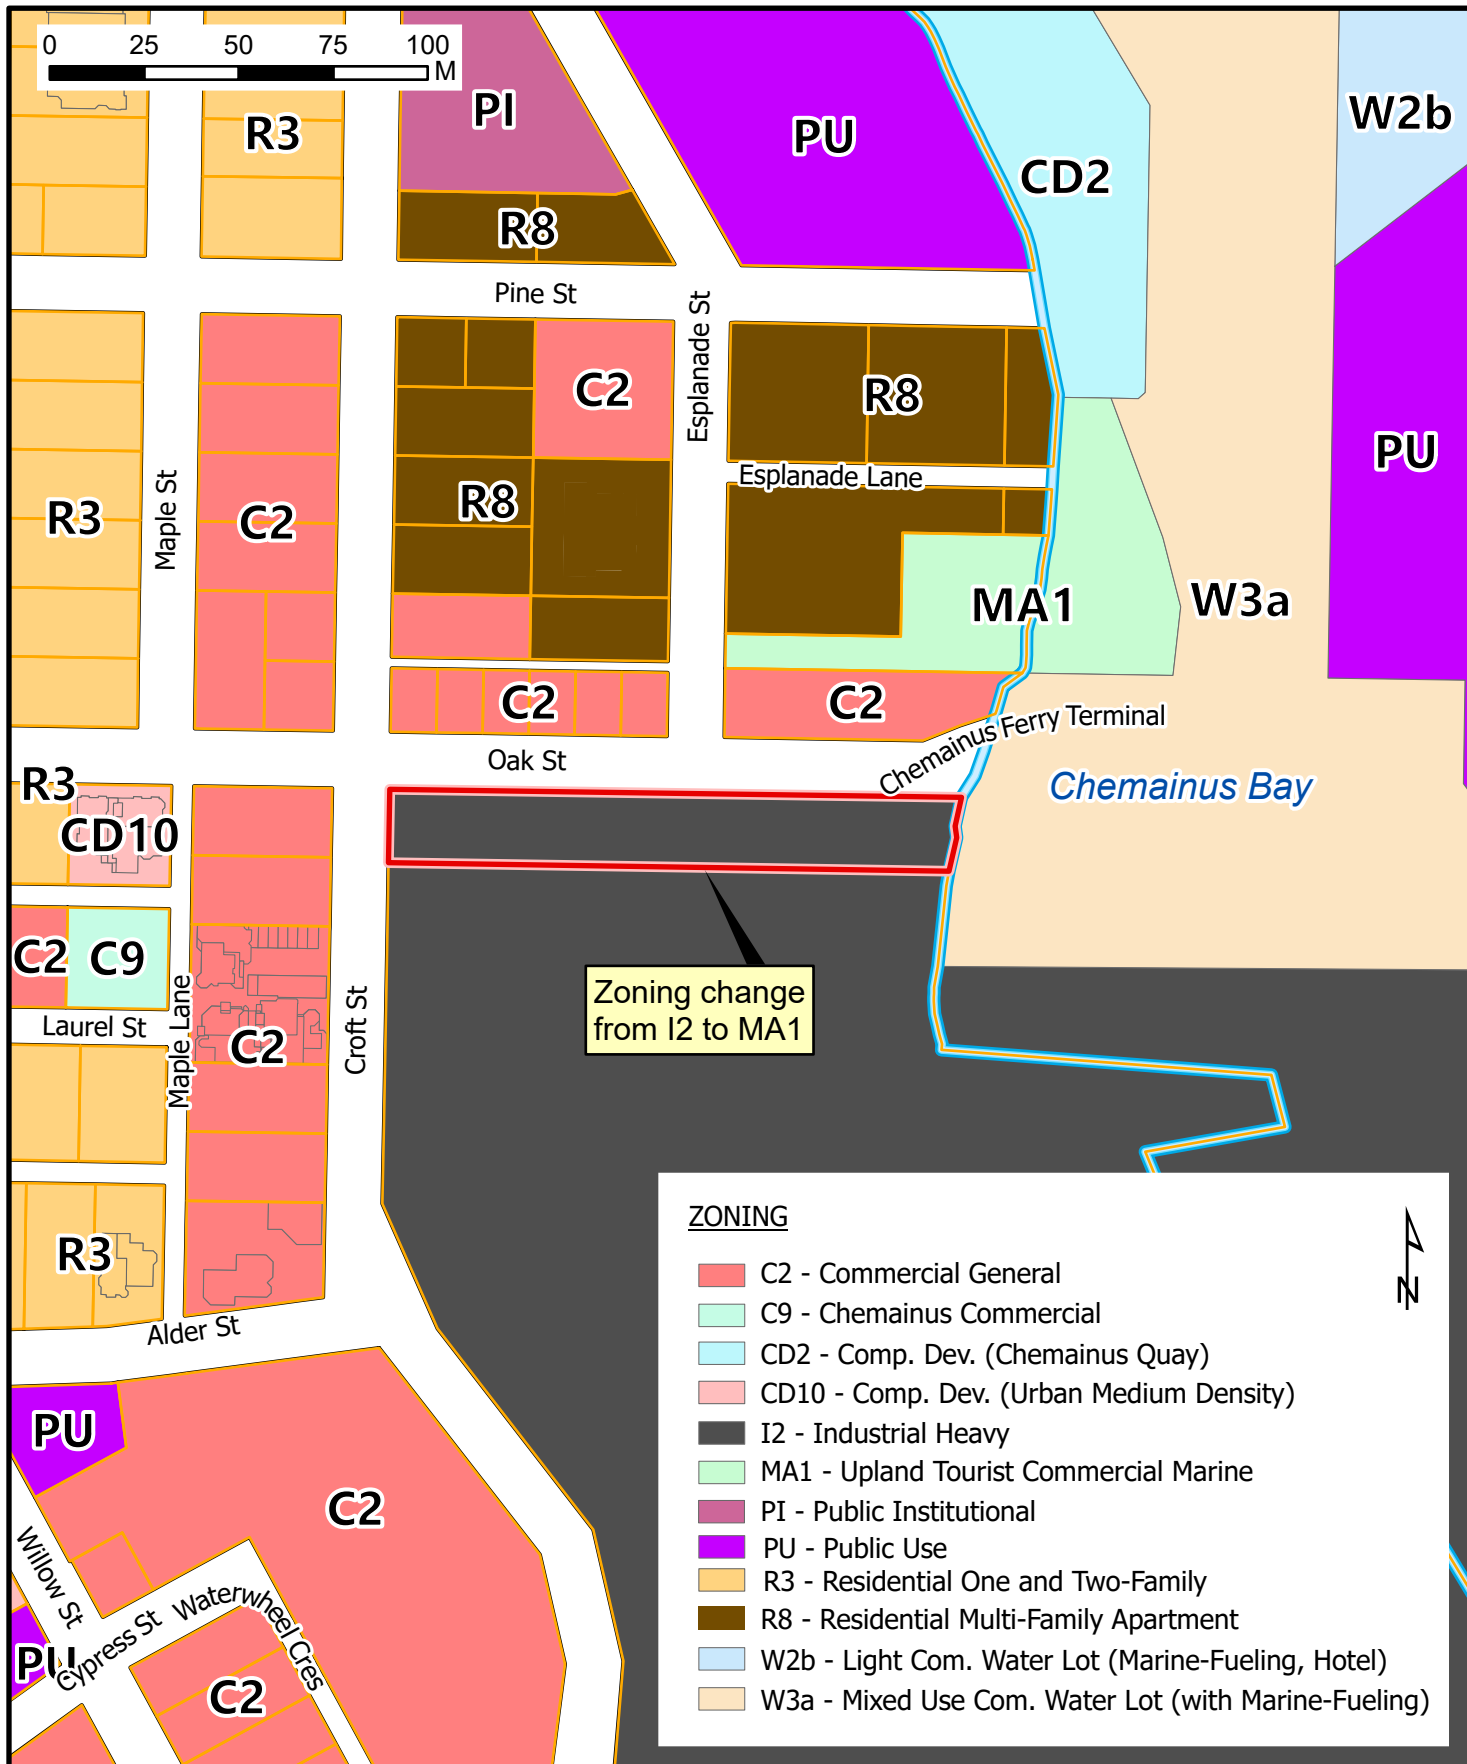 0 25 50 75 100
M
PI
R3
PU
W2b
CD2
R8
Pine St
Esplanade St
C2
R8
PU
Maple St
Esplanade Lane
R3
C2
R8
MA1
W3a
C2
C2
Chemainus Ferry Terminal
Oak St
R3
Chemainus Bay
CD10
C2
C9
Zoning change
from I2 to MA1
Laurel St
Maple Lane
C2
Croft St
R3
Alder St
PU
C2
Willow St
Cypress St
Waterwheel Cres
PU
C2
ZONING
C2 - Commercial General
C9 - Chemainus Commercial
CD2 - Comp. Dev. (Chemainus Quay)
CD10 - Comp. Dev. (Urban Medium Density)
I2 - Industrial Heavy
MA1 - Upland Tourist Commercial Marine
PI - Public Institutional
PU - Public Use
R3 - Residential One and Two-Family
R8 - Residential Multi-Family Apartment
W2b - Light Com. Water Lot (Marine-Fueling, Hotel)
W3a - Mixed Use Com. Water Lot (with Marine-Fueling)
N